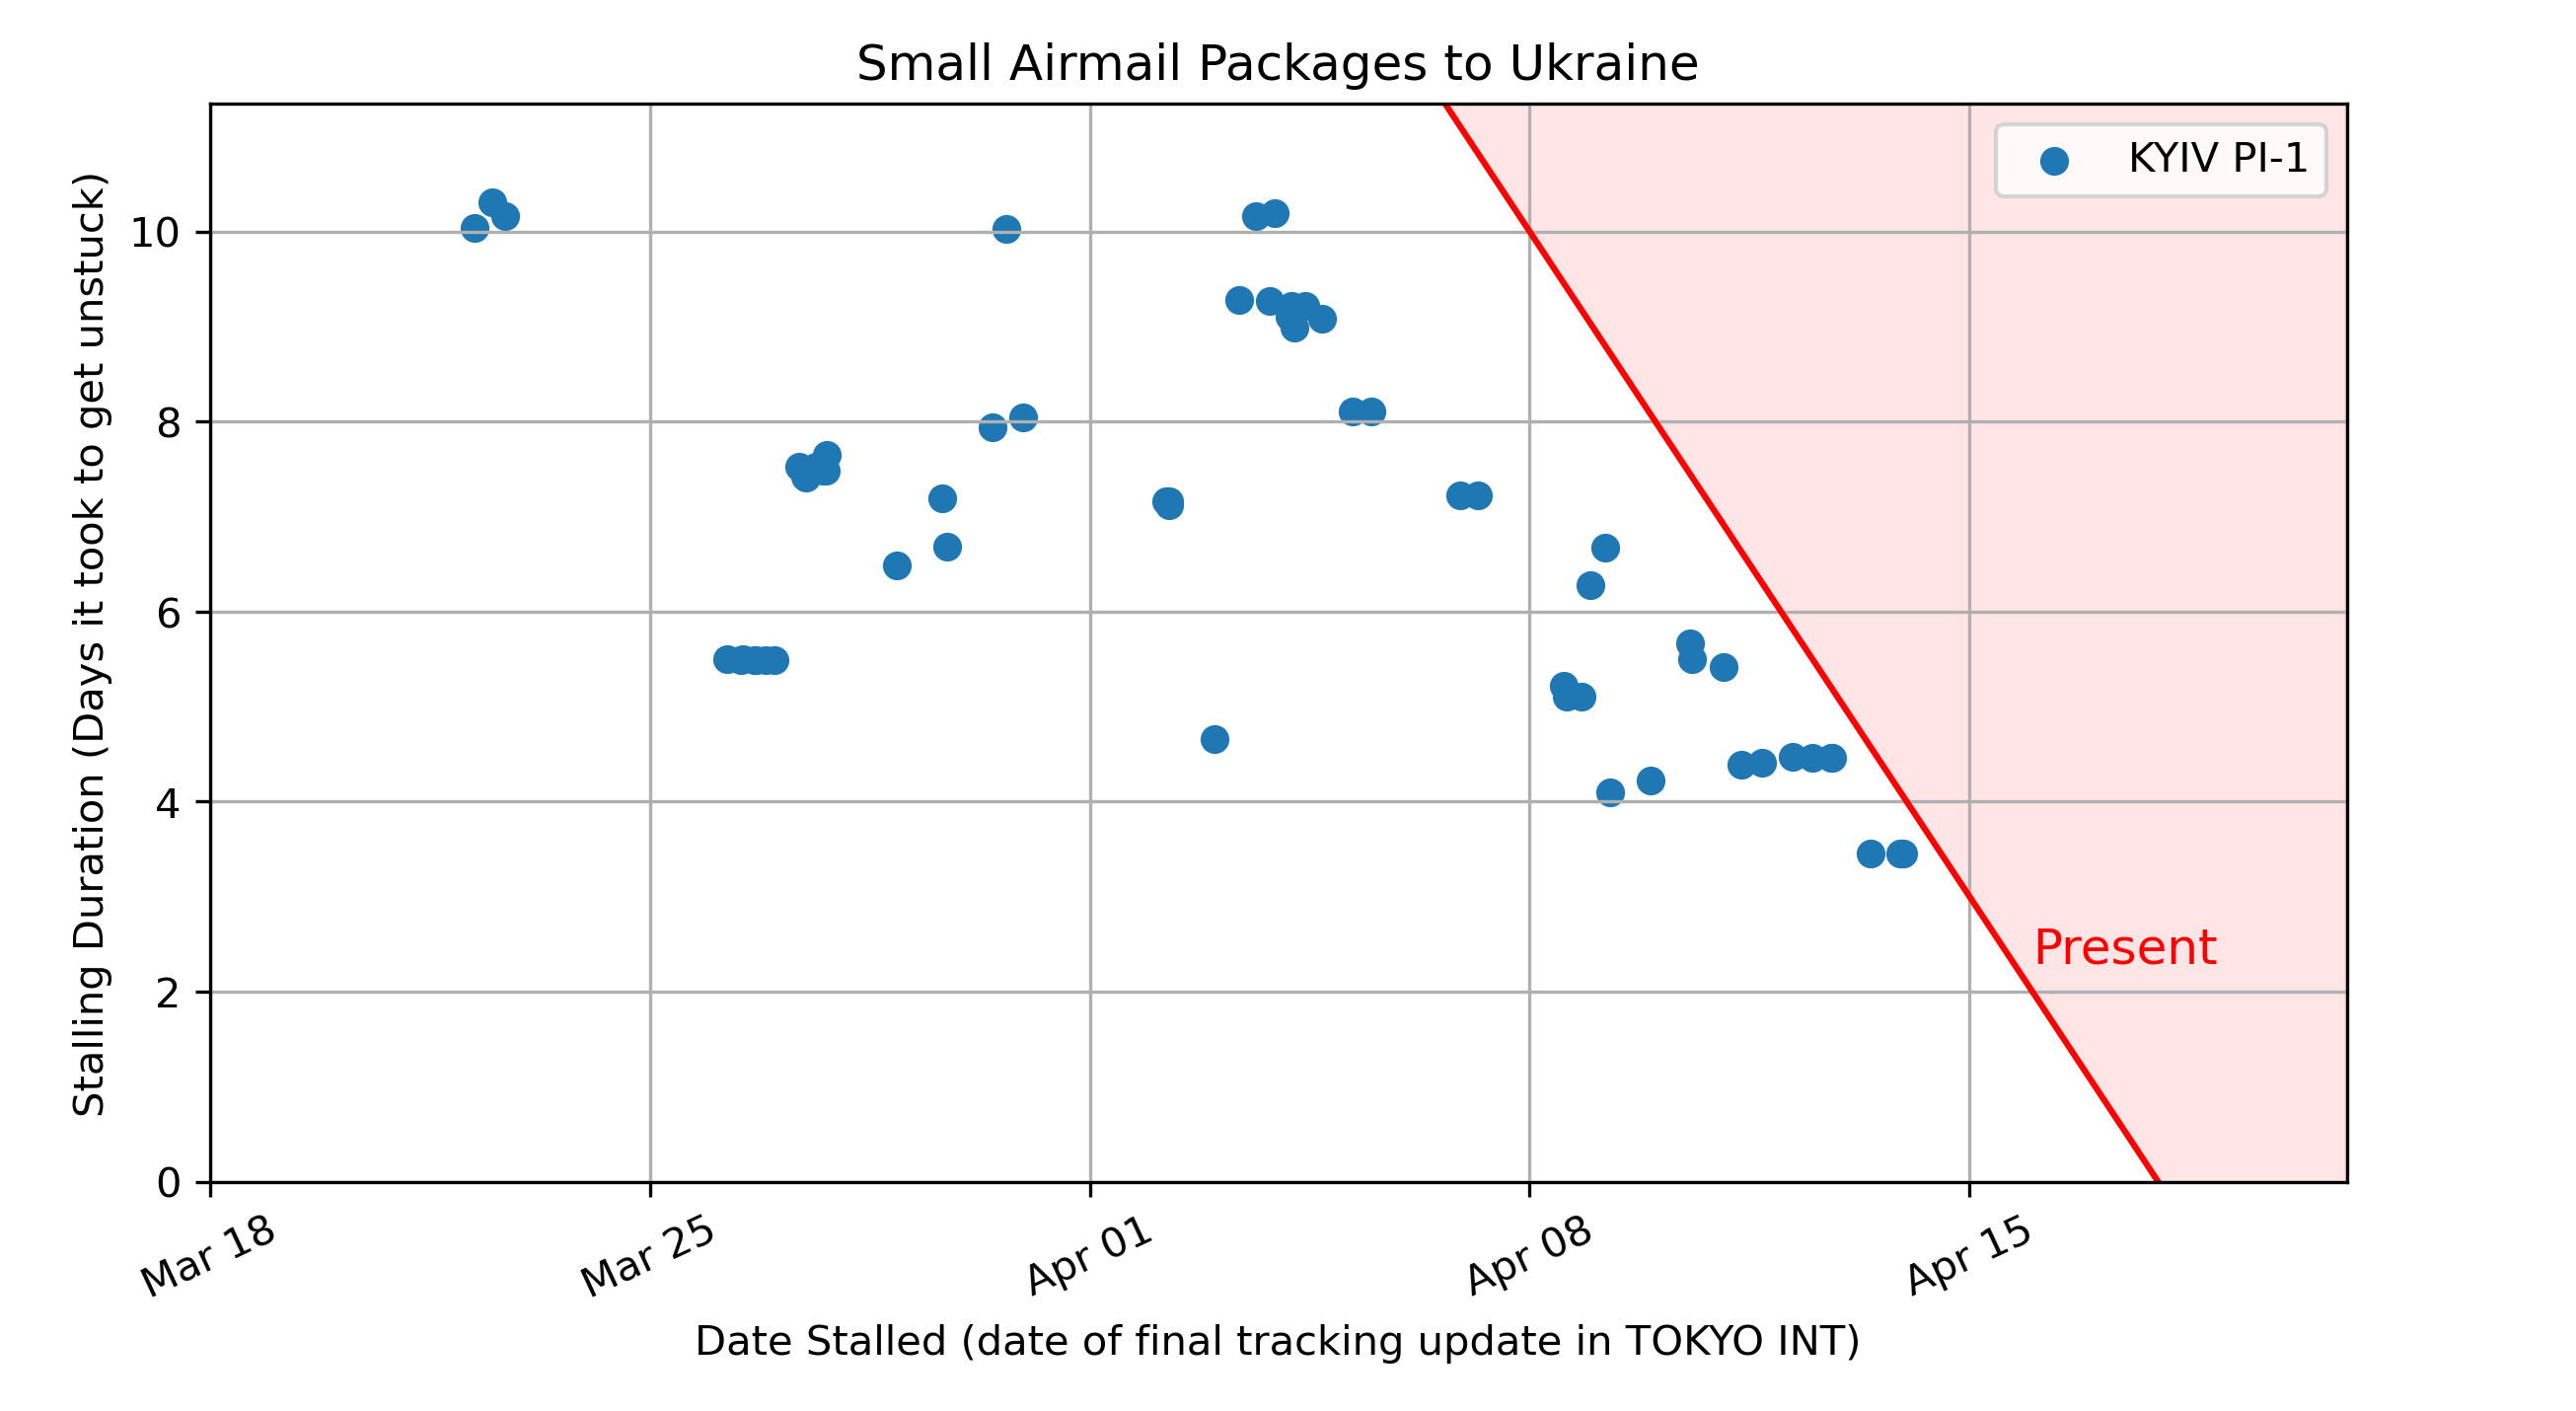 Small Airmail Packages to Ukraine
KYIV PI-1
Stalling Duration (Days it took to get unstuck)
10
8
6
4
2
0
Present
Mar 18
Mar 25
Apr 01
Apr 08
Apr 15
Date Stalled (date of final tracking update in TOKYO INT)